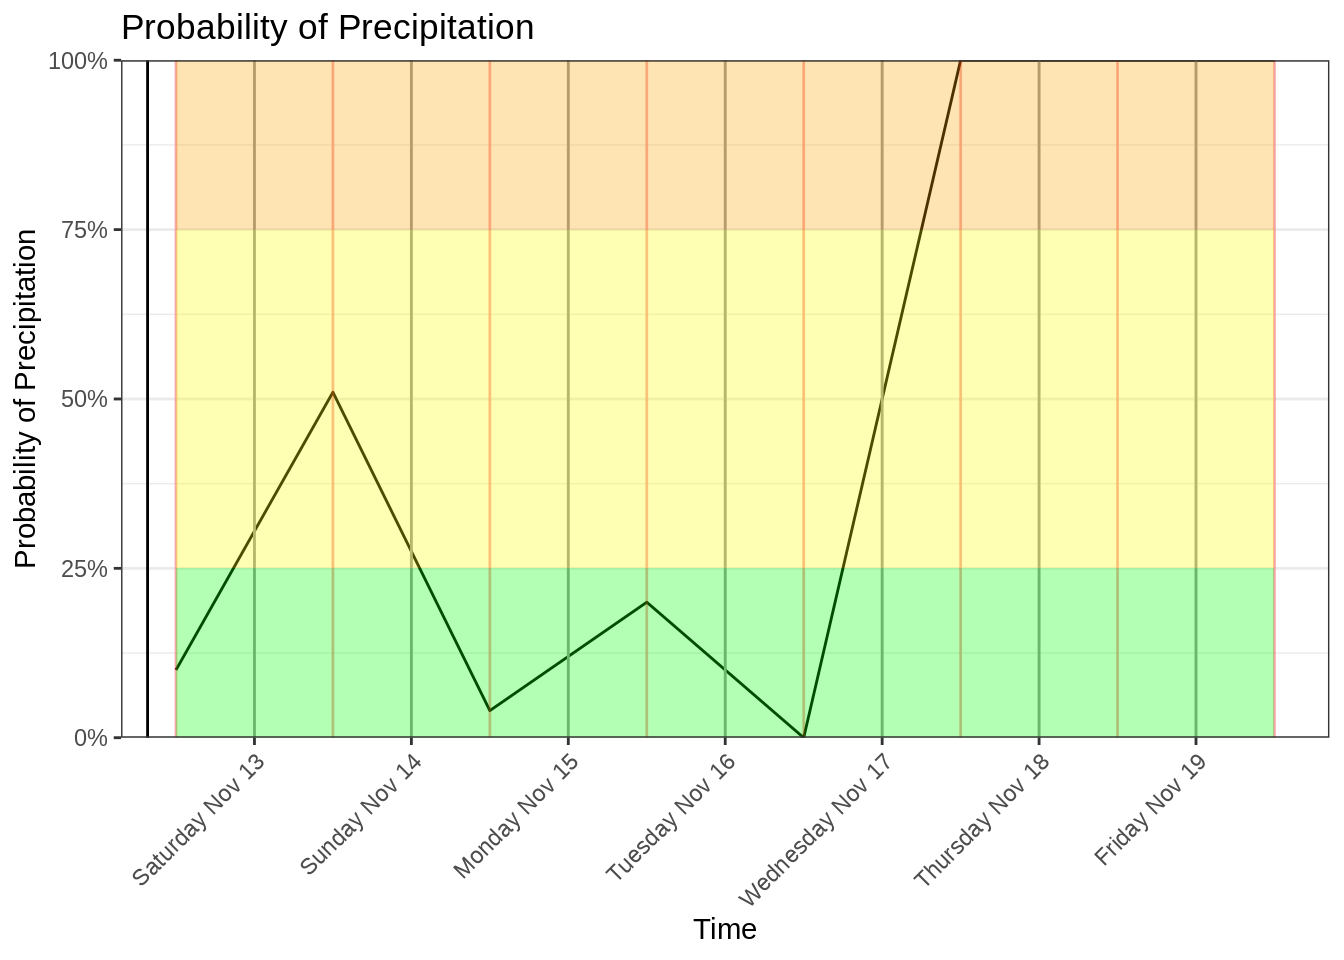 Probability of Precipitation
Probability of Precipitation
100%
75%
50%
25%
0%
Saturday Nov 13
Sunday Nov 14
Monday Nov 15
Tuesday Nov 16
Wednesday Nov 17
Thursday Nov 18
Friday Nov 19
Time